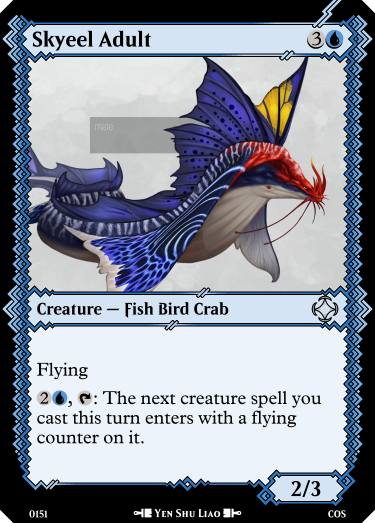 Skyeel Adult 3
male
Creature — Fish Bird Crab
Flying
2, : The next creature spell you
cast this turn enters with a flying
counter on it.
2/3
0151 Yen Shu Liao COS